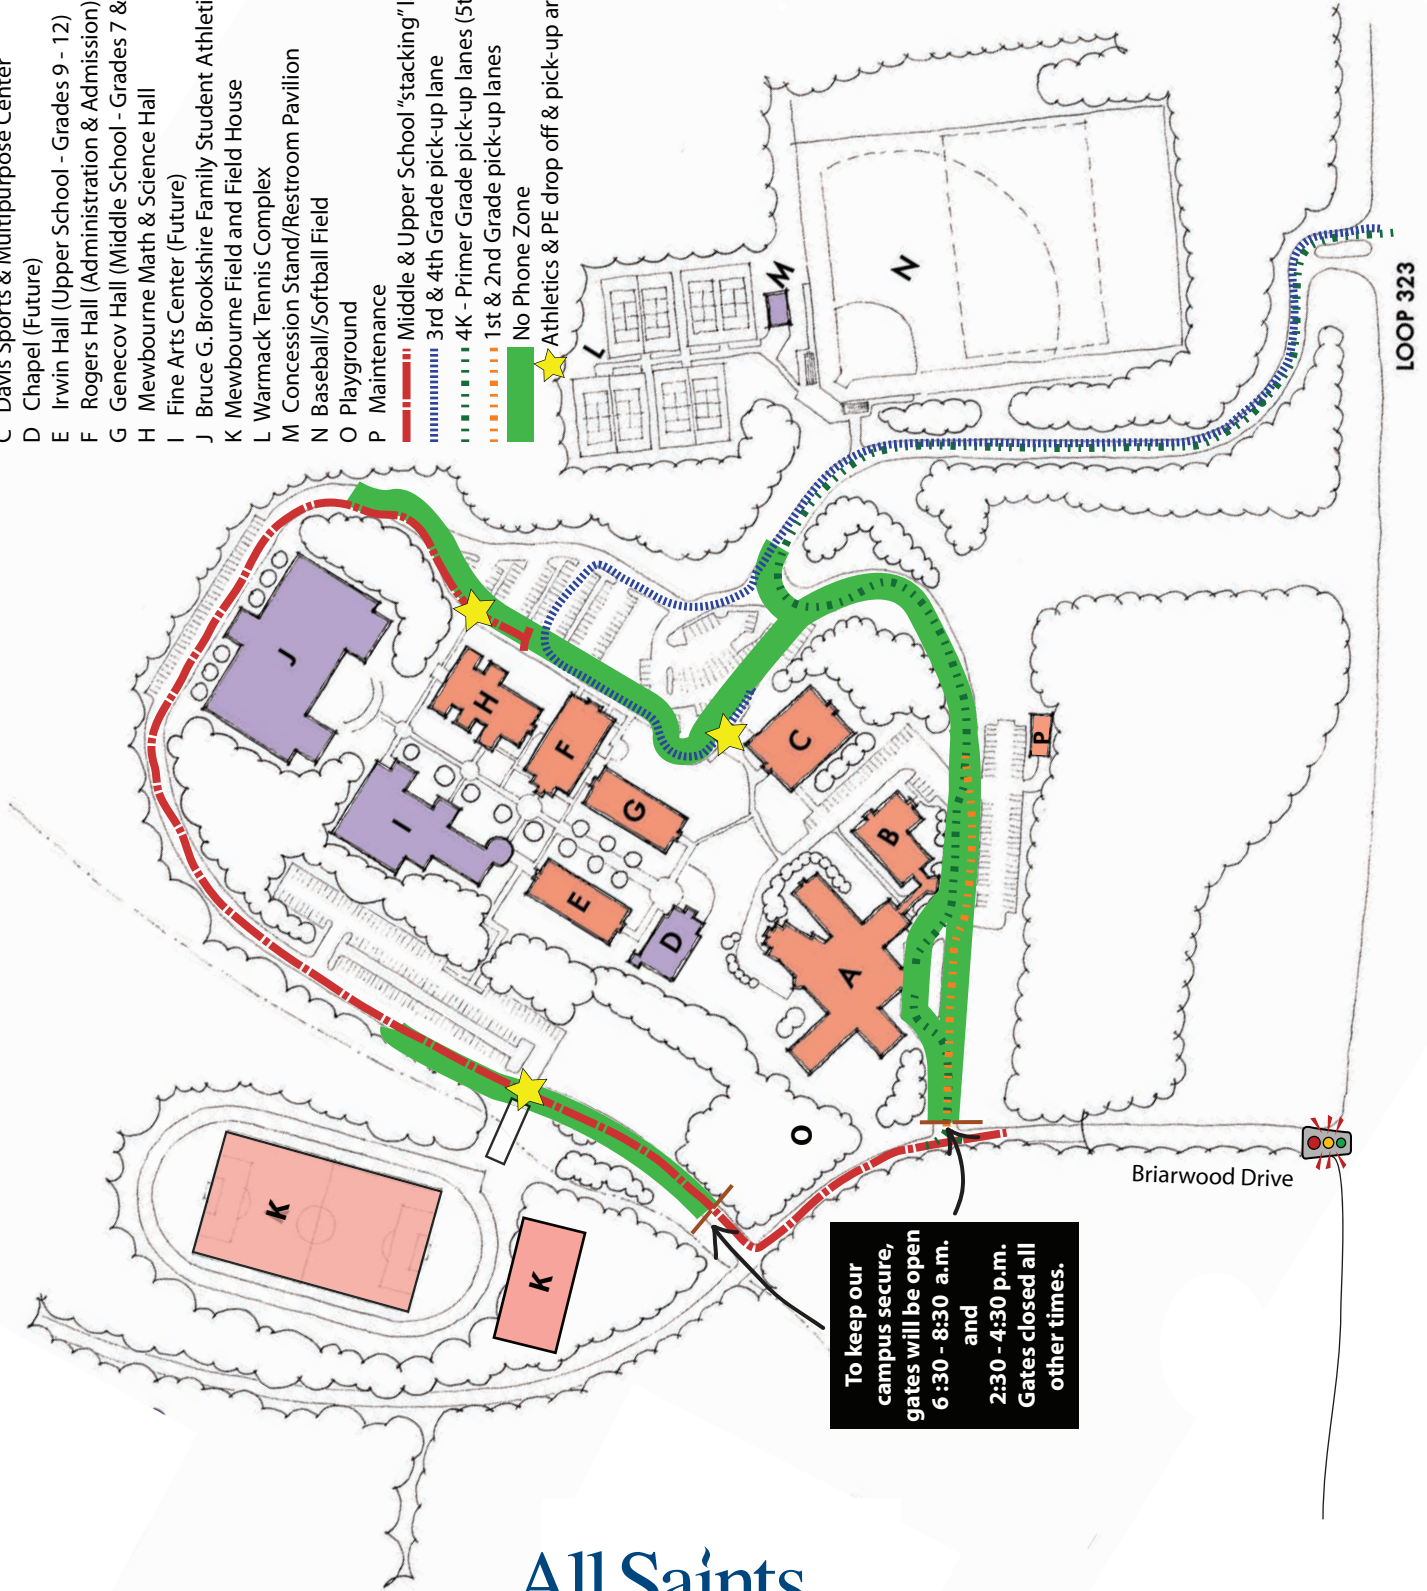 C Davis Sports & Multipurpose Center
D Chapel (Future)
E Irwin Hall (Upper School - Grades 9 - 12)
F Rogers Hall (Administration & Admission)
G Genecov Hall (Middle School - Grades 7 &
H Mewbourne Math & Science Hall
I Fine Arts Center (Future)
J Bruce G. Brookshire Family Student Athleti
K Mewbourne Field and Field House
L Warmack Tennis Complex
M Concession Stand/Restroom Pavilion
N Baseball/Softball Field
O Playground
P Maintenance
Middle & Upper School "stacking"
3rd & 4th Grade pick-up lane
4K - Primer Grade pick-up lanes (5t
1st & 2nd Grade pick-up lanes
No Phone Zone
Athletics & PE drop off & pick-up ar
L
M
N
J
H
F
C
I
G
B
P
E
D
A
O
K
K
LOOP 323
Briarwood Drive
To keep our
campus secure,
gates will be open
6 :30 - 8:30 a.m.
and
2:30 - 4:30 p.m.
Gates closed all
other times.
All Saints